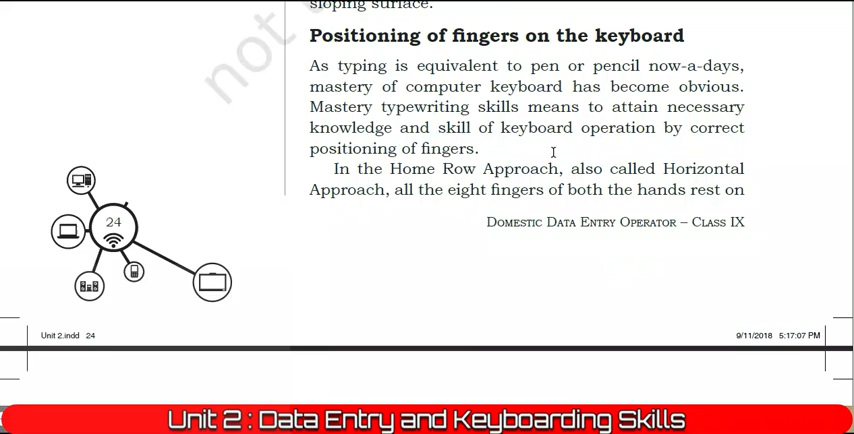 sloping surface.
Positioning of fingers on the keyboard
As typing is equivalent to pen or pencil now-a-days,
mastery of computer keyboard has become obvious.
Mastery typewriting skills means to attain necessary
knowledge and skill of keyboard operation by correct
positioning of fingers.
In the Home Row Approach, also called Horizontal
Approach, all the eight fingers of both the hands rest on
not
24
DOMESTIC DATA ENTRY OPERATOR – CLASS IX
Unit 2.indd 24
9/11/2018 5:17:07 PM
Unit 2 : Data Entry and Keyboarding Skills